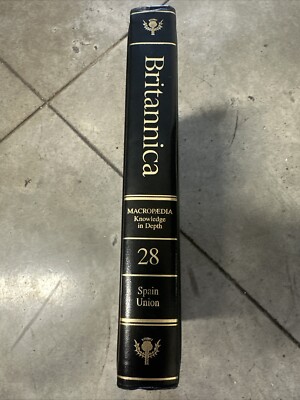 Britannica
MACROPÆDIA
Knowledge
in Depth
28
Spain
Union